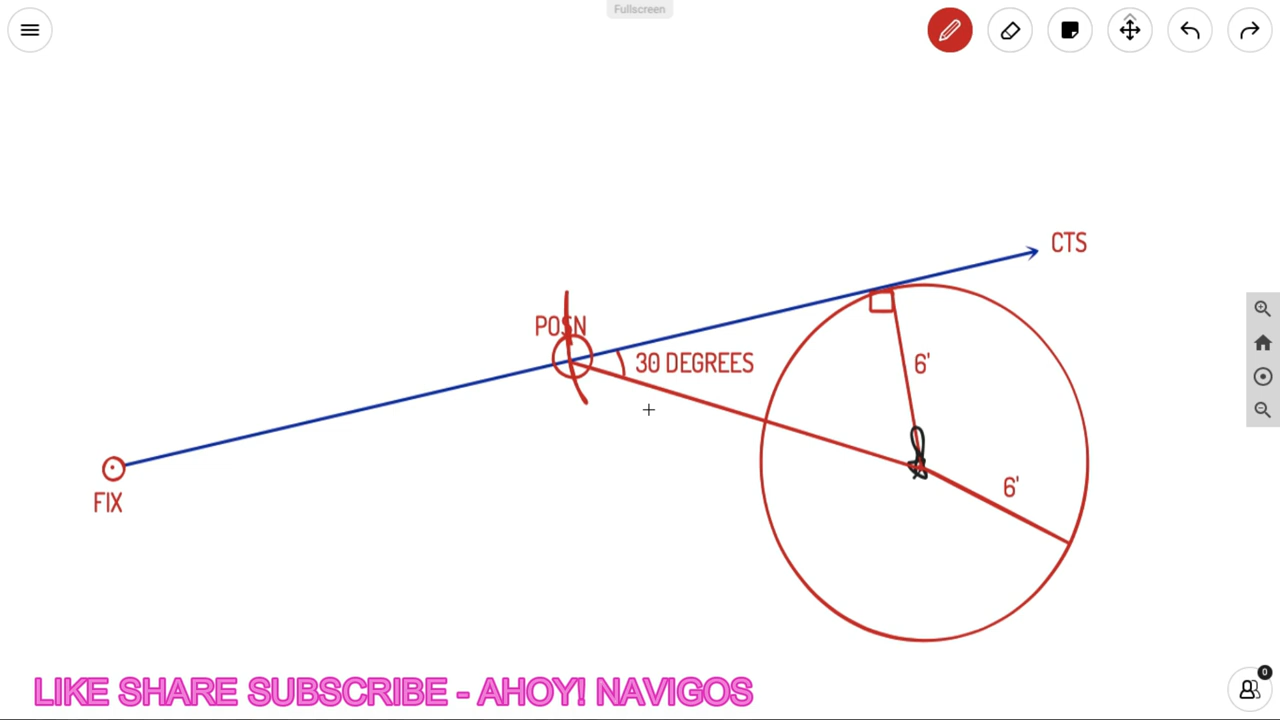 Fullscreen
CTS
POSN
30 DEGREES
6'
6'
FIX
LIKE SHARE SUBSCRIBE - AHOY! NAVIGOS
0